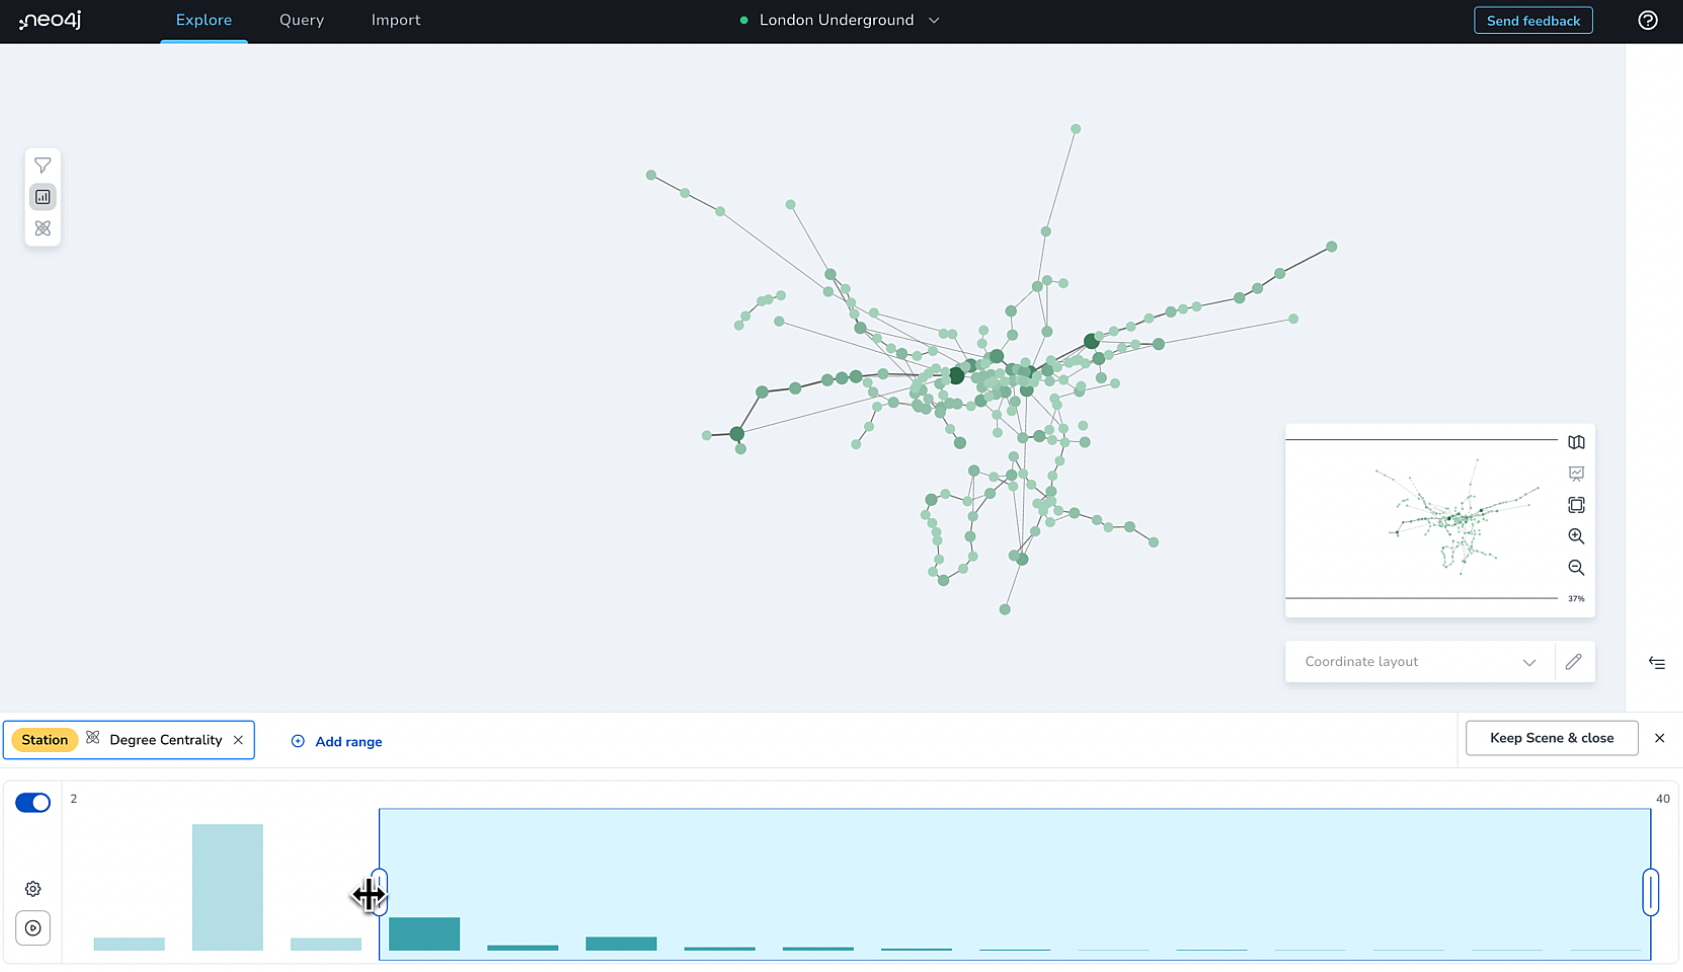 neo4j
Explore
Query
Import
London Underground
Send feedback
37%
Coordinate layout
Station
Degree Centrality
Add range
Keep Scene & close
2
40